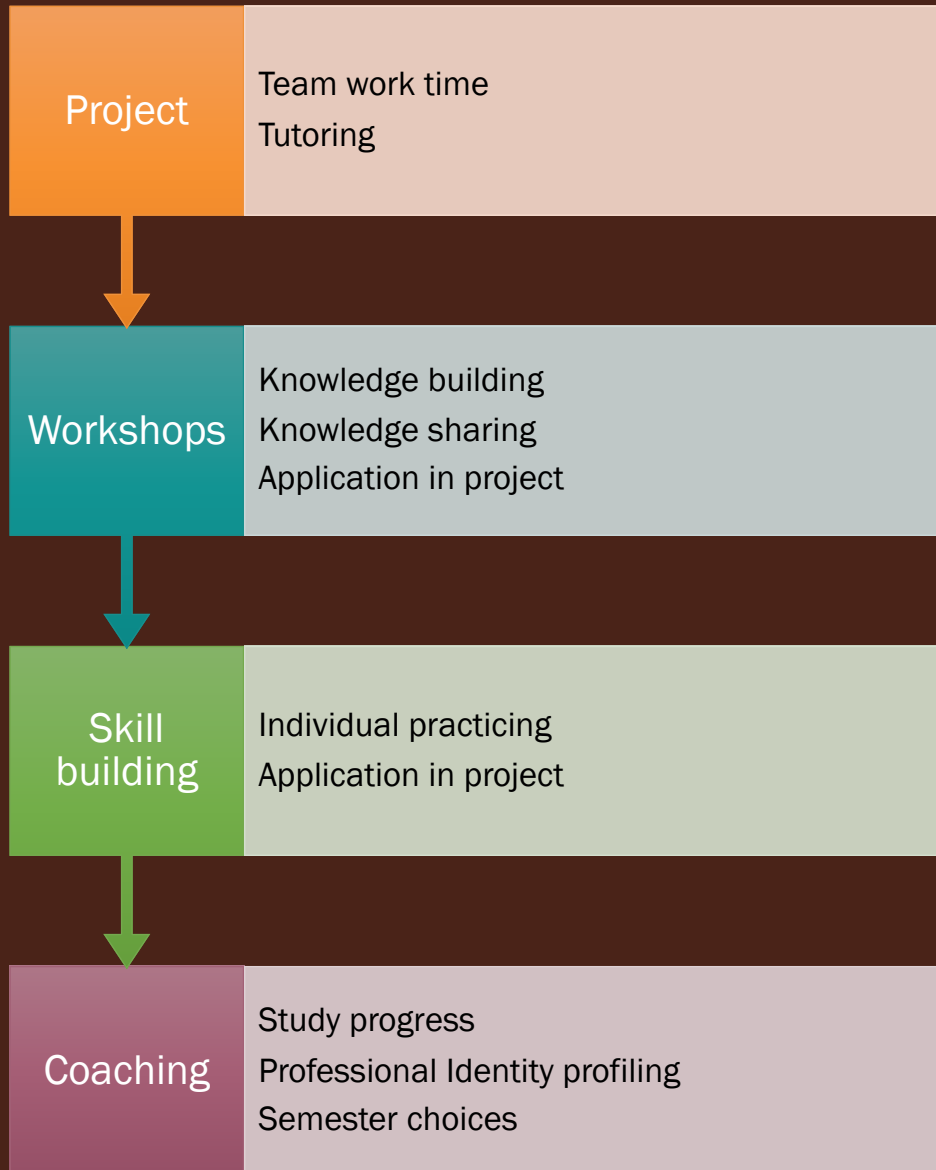 Project
Team work time
Tutoring
Workshops
Knowledge building
Knowledge sharing
Application in project
Skill
building
Individual practicing
Application in project
Coaching
Study progress
Professional Identity profiling
Semester choices